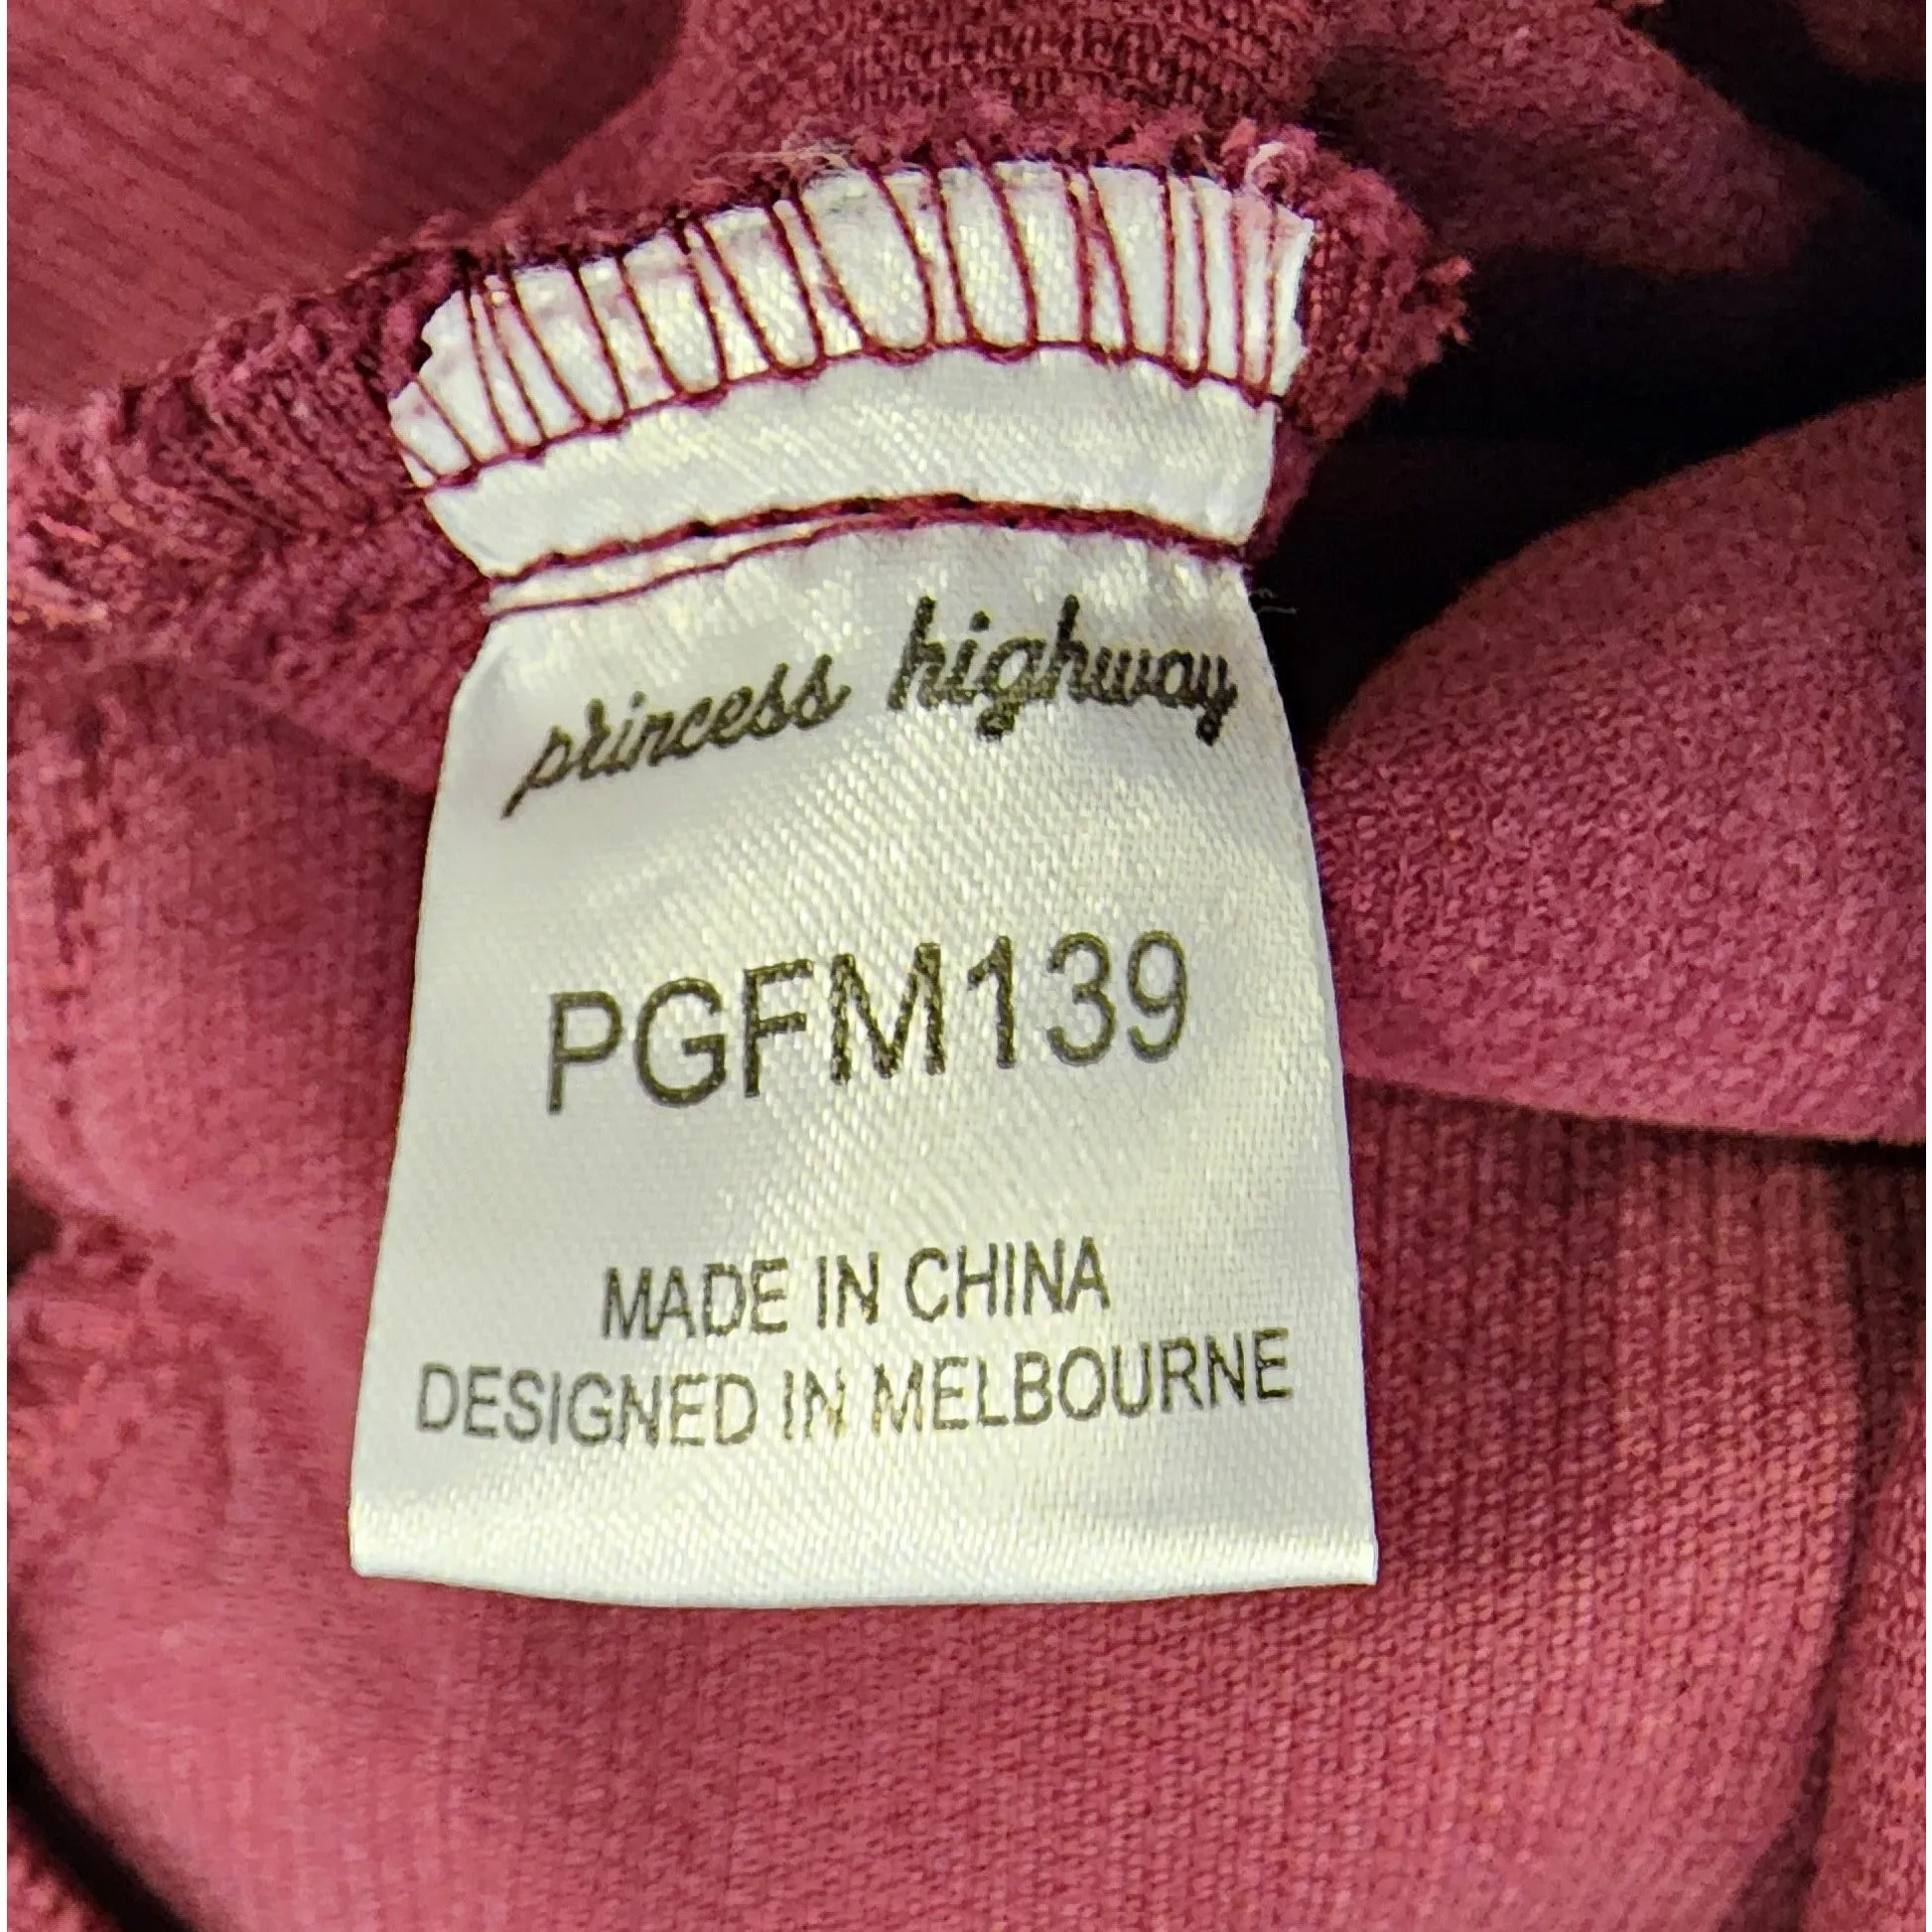 princess highway
PGFM139
MADE IN CHINA
DESIGNED IN MELBOURNE